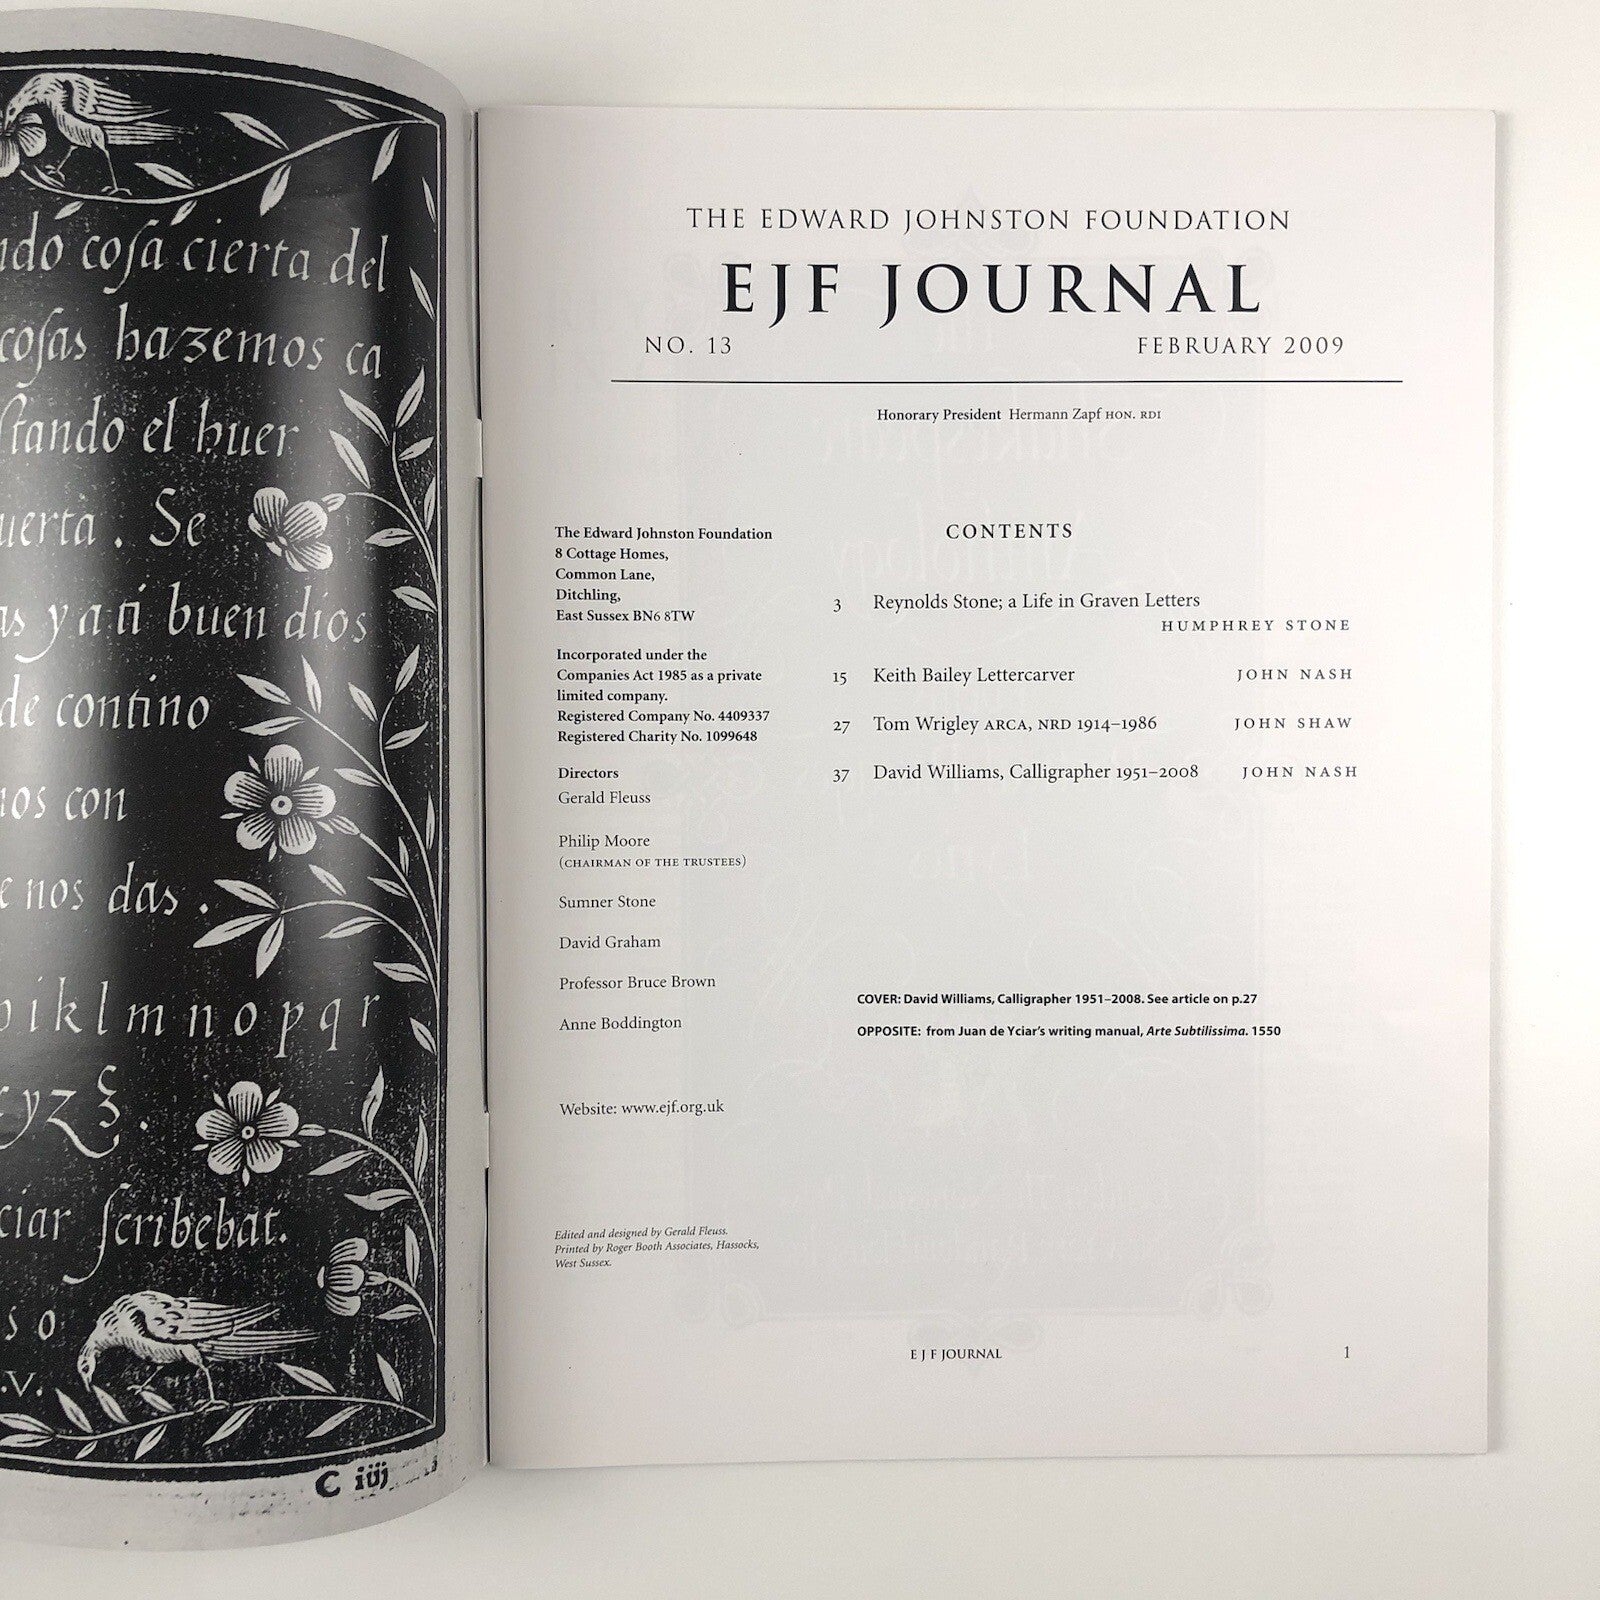 ndo cosa cierta del
cosas hazemos ca
stando el huer
uerta . Se
as y a ti buen dios
de contino
nos con
e nos das .
i k l m n o p q r
x y z
ciar scribebat.
s o
.V.
C iiij
THE EDWARD JOHNSTON FOUNDATION
EJF JOURNAL
NO. 13 FEBRUARY 2009
Honorary President Hermann Zapf HON. RDI
The Edward Johnston Foundation
8 Cottage Homes,
Common Lane,
Ditchling,
East Sussex BN6 8TW
Incorporated under the
Companies Act 1985 as a private
limited company.
Registered Company No. 4409337
Registered Charity No. 1099648
Directors
Gerald Fleuss
Philip Moore
(CHAIRMAN OF THE TRUSTEES)
Sumner Stone
David Graham
Professor Bruce Brown
Anne Boddington
Website: www.ejf.org.uk
Edited and designed by Gerald Fleuss.
Printed by Roger Booth Associates, Hassocks,
West Sussex.
CONTENTS
3 Reynolds Stone; a Life in Graven Letters
HUMPHREY STONE
15 Keith Bailey Lettercarver JOHN NASH
27 Tom Wrigley ARCA, NRD 1914–1986 JOHN SHAW
37 David Williams, Calligrapher 1951–2008 JOHN NASH
COVER: David Williams, Calligrapher 1951–2008. See article on p.27
OPPOSITE: from Juan de Yciar's writing manual, Arte Subtilissima. 1550
E J F JOURNAL 1